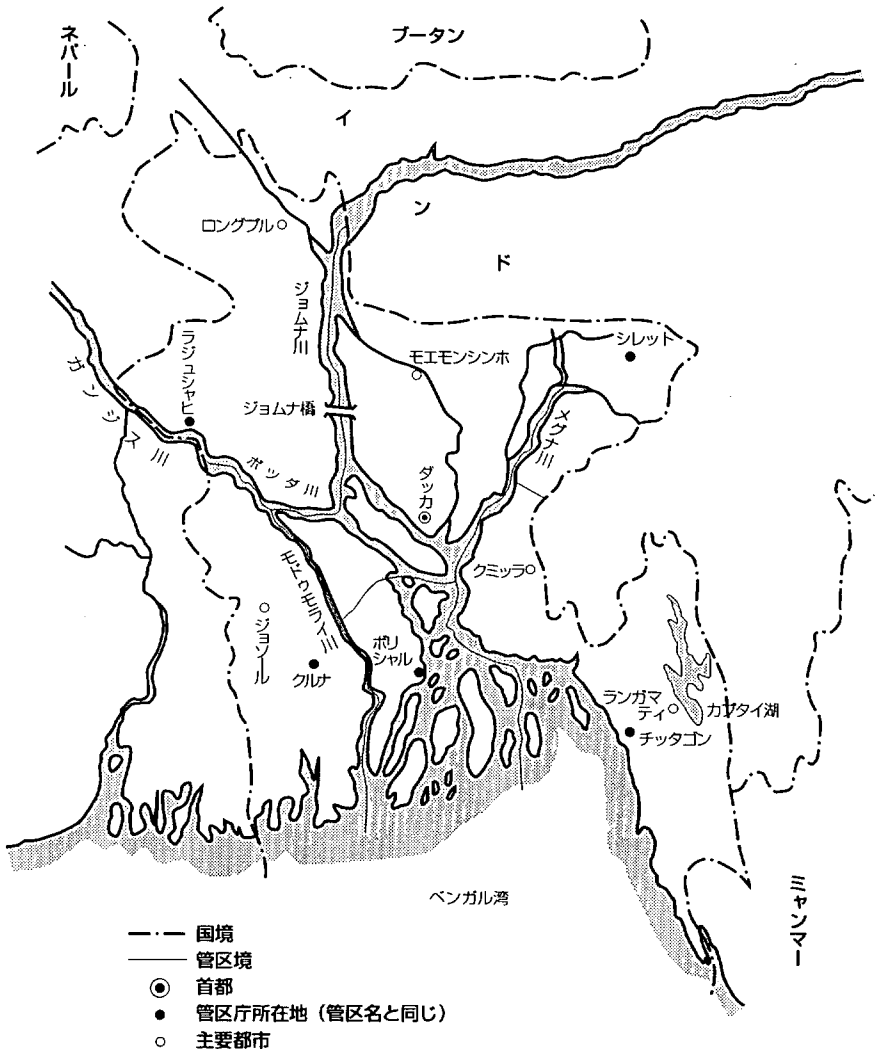 ネパール
ブータン
イ
ン
ド
ロングプル
ジョムナ川
ラジュシャヒ
ガンジス川
モエモンシンホ
シレット
ジョムナ橋
メグナ川
ポッダ川
ダッカ
クミッラ
モドゥモティ川
ジョソール
クルナ
ボリ
シャル
ランガマ
ティ
カプタイ湖
チッタゴン
ベンガル湾
ミャンマー
国境
管区境
首都
管区庁所在地（管区名と同じ）
主要都市